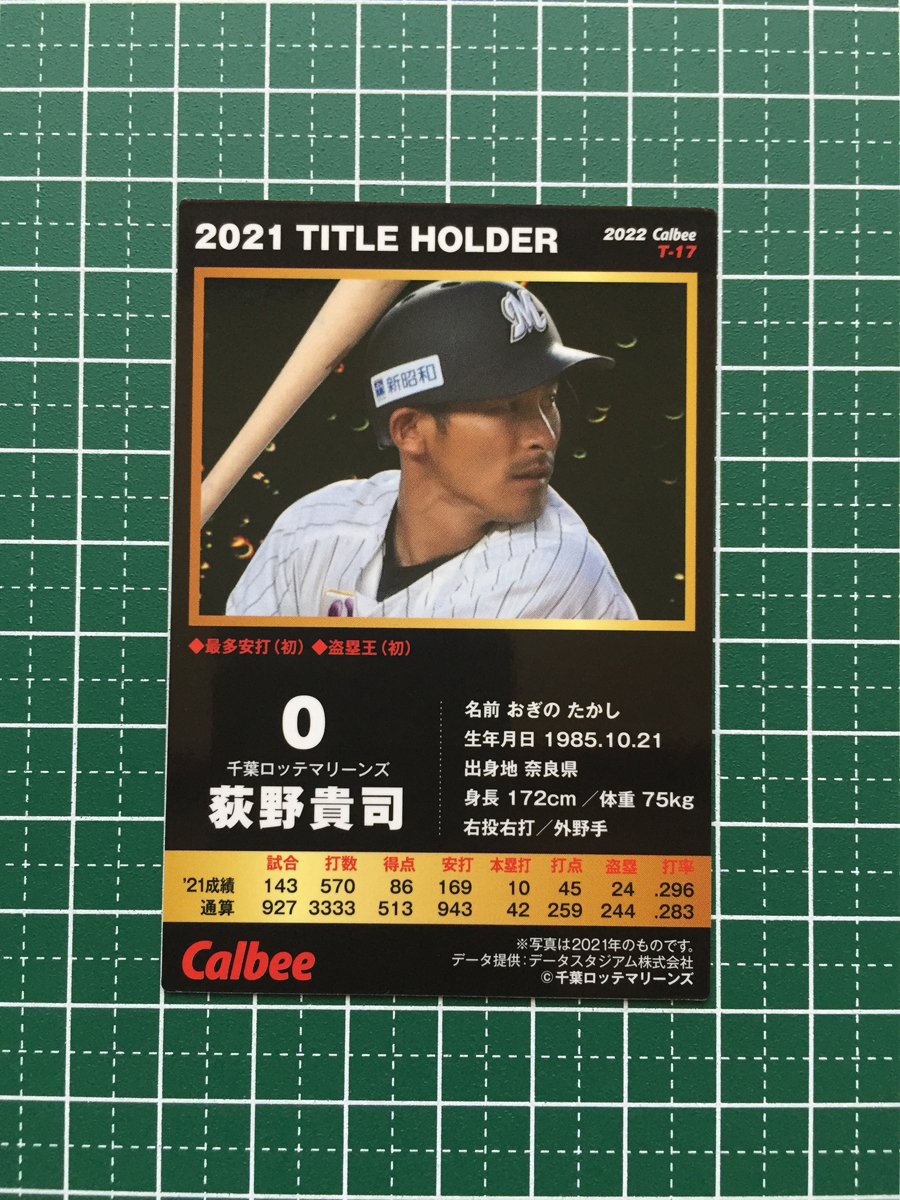 2021 TITLE HOLDER
2022 Calbee
T-17
M
新昭和
◆最多安打(初) ◆盗塁王(初)
0
千葉ロッテマリーンズ
荻野貴司
名前 おぎの たかし
生年月日 1985.10.21
出身地 奈良県
身長 172cm／体重 75kg
右投右打／外野手
試合 打数 得点 安打 本塁打 打点 盗塁 打率
'21成績 143 570 86 169 10 45 24 .296
通算 927 3333 513 943 42 259 244 .283
Calbee
※写真は2021年のものです。
データ提供:データスタジアム株式会社
©千葉ロッテマリーンズ